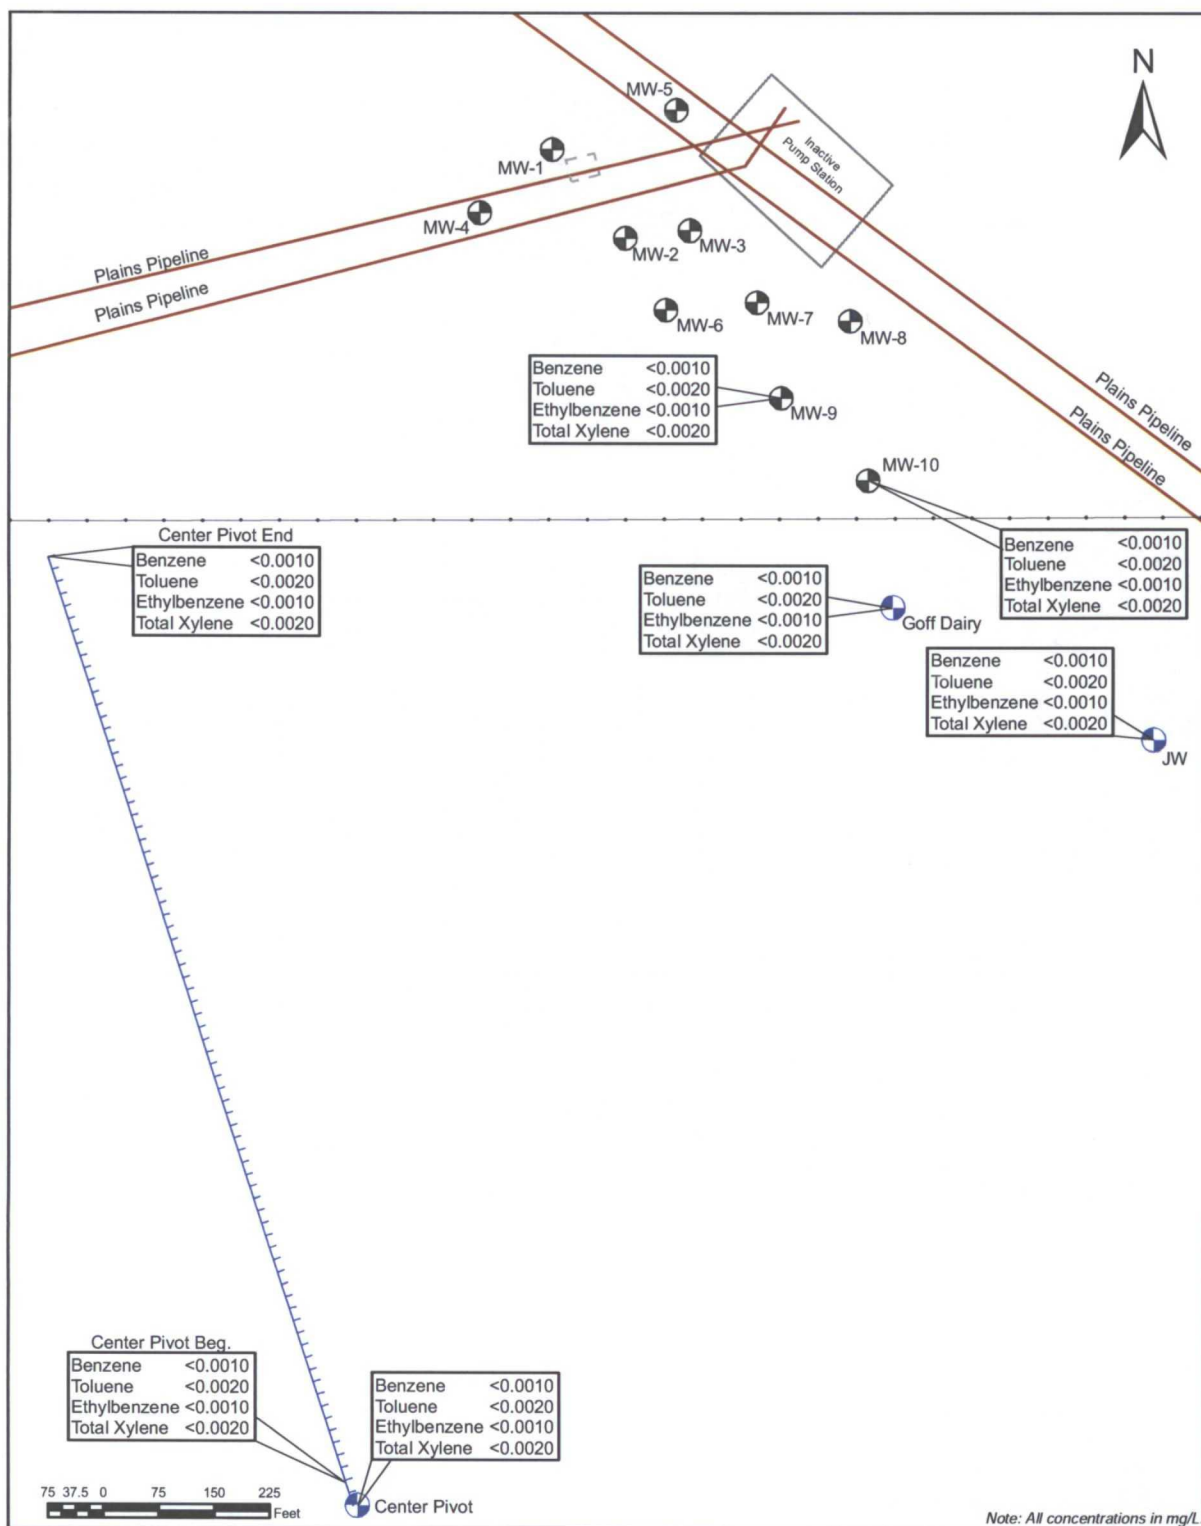 N
MW-5
Inactive
Pump Station
MW-1
MW-4
MW-2
MW-3
Plains Pipeline
Plains Pipeline
MW-6
MW-7
MW-8
Benzene <0.0010
Toluene <0.0020
Ethylbenzene <0.0010
Total Xylene <0.0020
MW-9
Plains Pipeline
Plains Pipeline
MW-10
Center Pivot End
Benzene <0.0010
Toluene <0.0020
Ethylbenzene <0.0010
Total Xylene <0.0020
Benzene <0.0010
Toluene <0.0020
Ethylbenzene <0.0010
Total Xylene <0.0020
Benzene <0.0010
Toluene <0.0020
Ethylbenzene <0.0010
Total Xylene <0.0020
Goff Dairy
Benzene <0.0010
Toluene <0.0020
Ethylbenzene <0.0010
Total Xylene <0.0020
JW
Center Pivot Beg.
Benzene <0.0010
Toluene <0.0020
Ethylbenzene <0.0010
Total Xylene <0.0020
Benzene <0.0010
Toluene <0.0020
Ethylbenzene <0.0010
Total Xylene <0.0020
Center Pivot
75 37.5 0 75 150 225
Feet
Note: All concentrations in mg/L